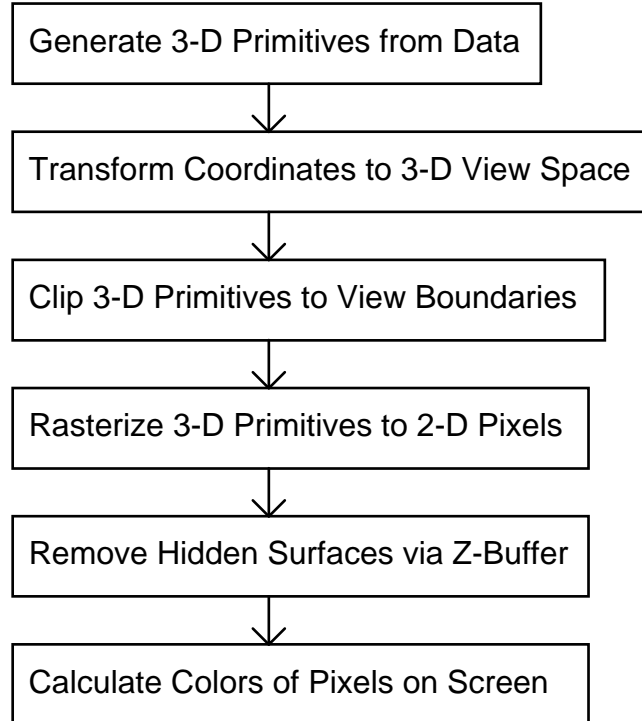 Generate 3-D Primitives from Data
Transform Coordinates to 3-D View Space
Clip 3-D Primitives to View Boundaries
Rasterize 3-D Primitives to 2-D Pixels
Remove Hidden Surfaces via Z-Buffer
Calculate Colors of Pixels on Screen